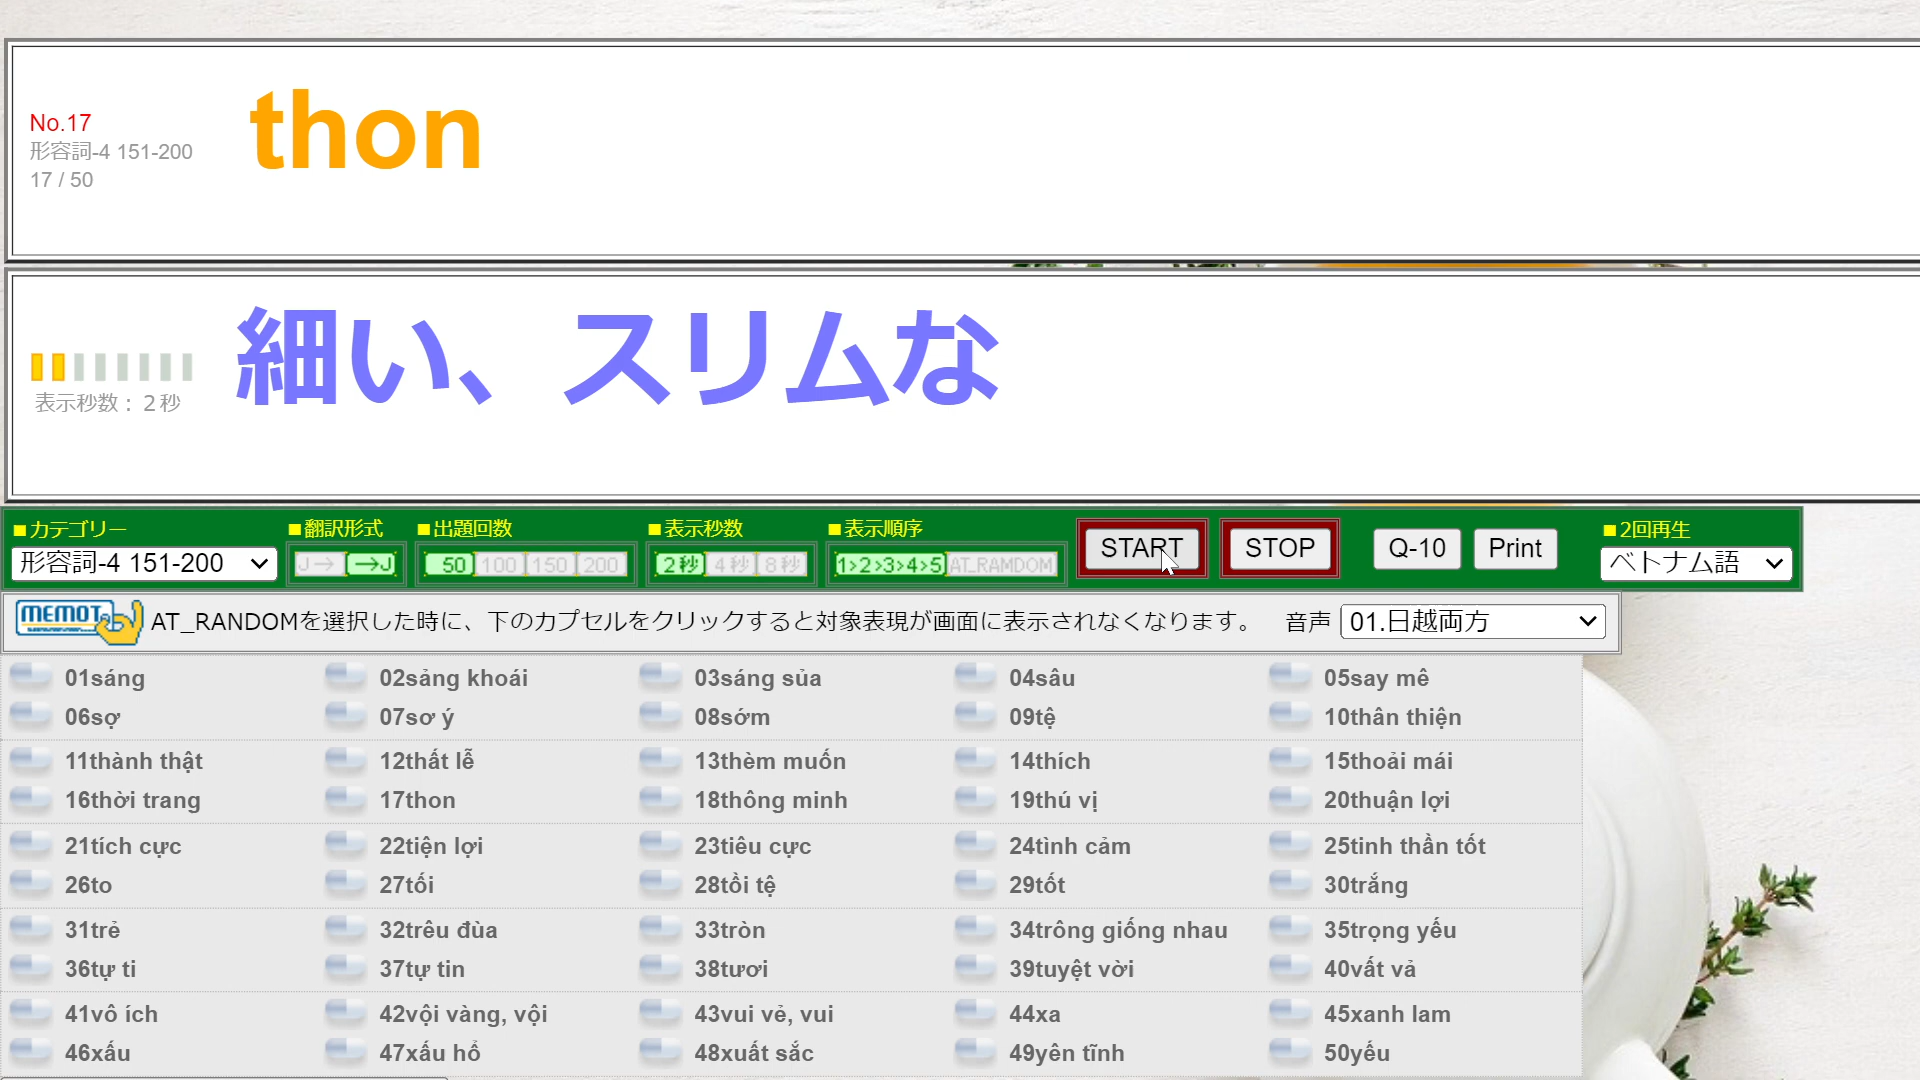 No.17
形容詞-4 151-200
17 / 50
thon
細い、スリムな
表示秒数：２秒
■カテゴリー ■翻訳形式 ■出題回数 ■表示秒数 ■表示順序 ■2回再生
形容詞-4 151-200 J→ →J 50 100 150 200 2秒 4秒 8秒 1>2>3>4>5 AT_RAMDOM START STOP Q-10 Print ベトナム語
MEMOT AT_RANDOMを選択した時に、下のカプセルをクリックすると対象表現が画面に表示されなくなります。 音声 01.日越両方
01sáng 02sảng khoái 03sáng sủa 04sâu 05say mê
06sợ 07sơ ý 08sớm 09tệ 10thân thiện
11thành thật 12thất lễ 13thèm muốn 14thích 15thoải mái
16thời trang 17thon 18thông minh 19thú vị 20thuận lợi
21tích cực 22tiện lợi 23tiêu cực 24tình cảm 25tinh thần tốt
26to 27tối 28tồi tệ 29tốt 30trắng
31trẻ 32trêu đùa 33tròn 34trông giống nhau 35trọng yếu
36tự ti 37tự tin 38tươi 39tuyệt vời 40vất vả
41vô ích 42vội vàng, vội 43vui vẻ, vui 44xa 45xanh lam
46xấu 47xấu hổ 48xuất sắc 49yên tĩnh 50yếu